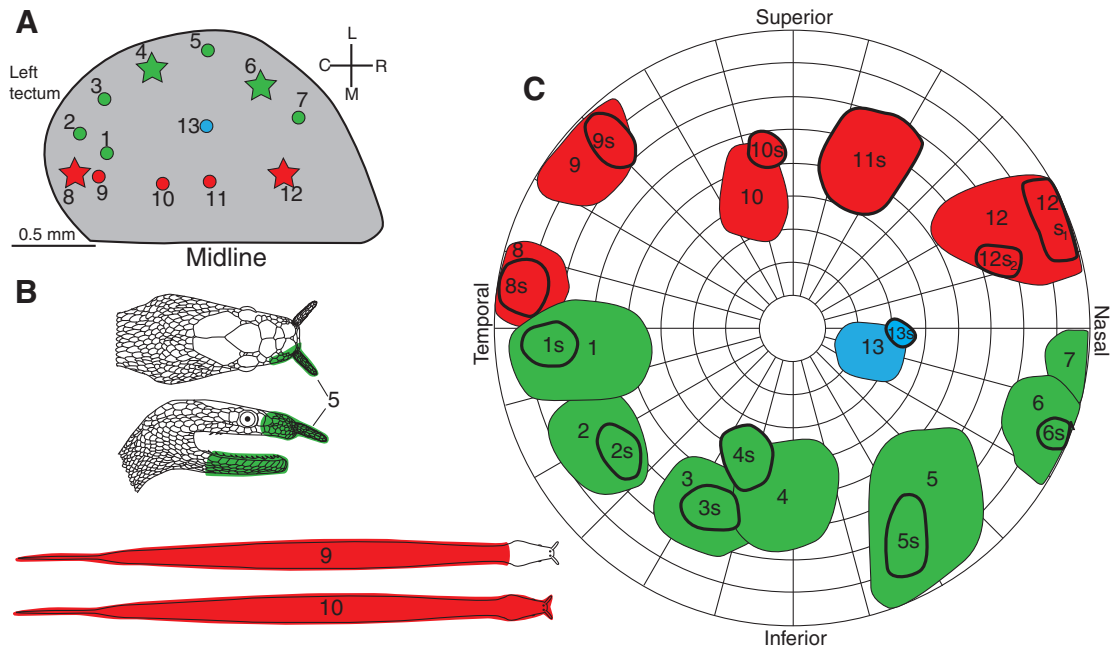 A
Left
tectum
1
2
3
4
5
6
7
8
9
10
11
12
13
L
C
R
M
0.5 mm
Midline
B
5
9
10
C
Superior
Temporal
Nasal
Inferior
9s
9
10s
10
11s
12
12
s1
12s2
8
8s
1s
1
13
13s
7
6
6s
2
2s
3
3s
4s
4
5
5s